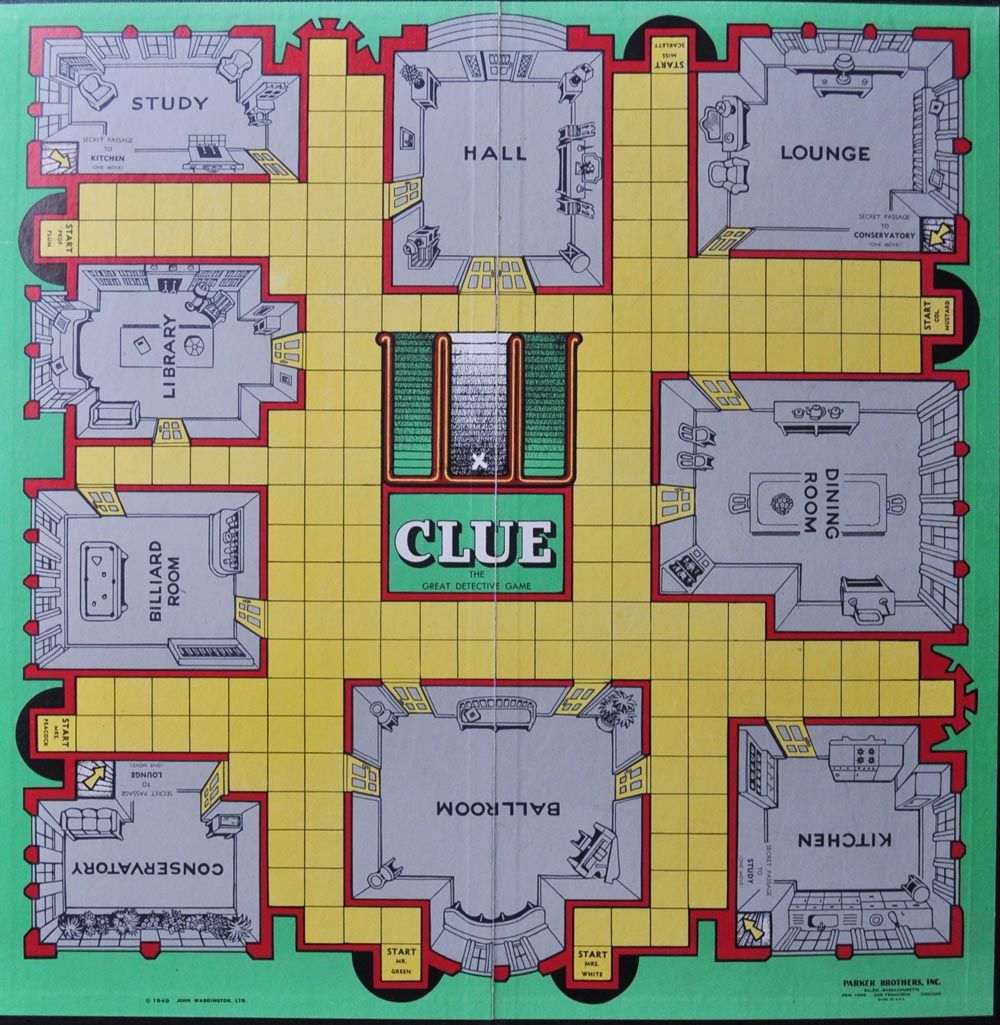 START
MISS
SCARLETT
STUDY
SECRET PASSAGE
TO
KITCHEN
(ONE MOVE)
HALL
LOUNGE
SECRET PASSAGE
TO
CONSERVATORY
(ONE MOVE)
START
PROF.
PLUM
START
COL.
MUSTARD
LIBRARY
DINING
ROOM
CLUE
THE
GREAT DETECTIVE GAME
BILLIARD
ROOM
START
MRS.
PEACOCK
SECRET PASSAGE
TO
LOUNGE
(ONE MOVE)
CONSERVATORY
BALLROOM
KITCHEN
SECRET PASSAGE
TO
STUDY
(ONE MOVE)
START
MR.
GREEN
START
MRS.
WHITE
© 1949 JOHN WADDINGTON, LTD.
PARKER BROTHERS, INC.
SALEM, MASSACHUSETTS
NEW YORK SAN FRANCISCO CHICAGO
MADE IN U.S.A.